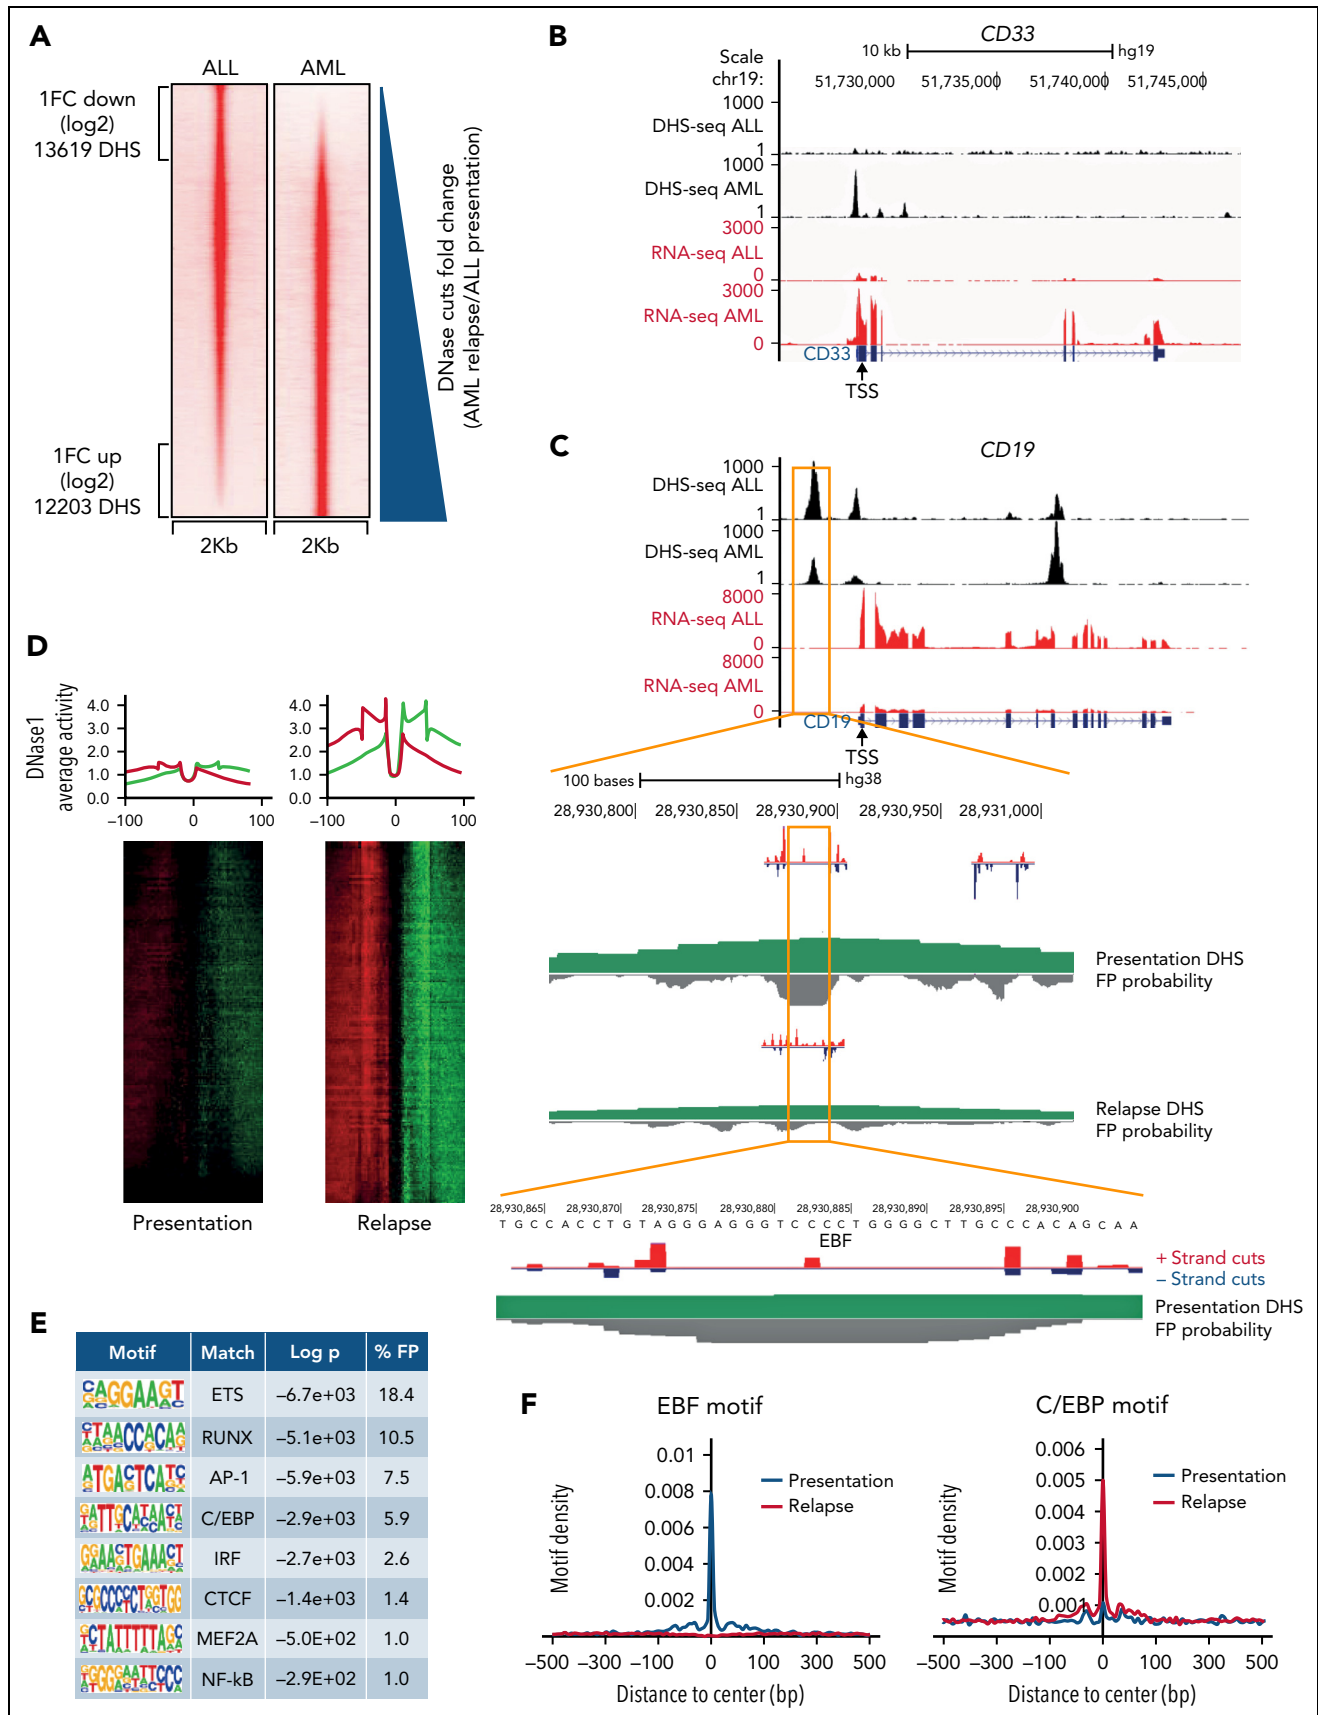 A
ALL
AML
1FC down
(log2)
13619 DHS
1FC up
(log2)
12203 DHS
2Kb
2Kb
DNase cuts fold change
(AML relapse/ALL presentation)
B
CD33
Scale
10 kb
hg19
chr19:
51,730,000
51,735,000
51,740,000
51,745,000
1000
DHS-seq ALL
1
1000
DHS-seq AML
1
3000
RNA-seq ALL
0
3000
RNA-seq AML
0
CD33
TSS
C
CD19
1000
DHS-seq ALL
1
1000
DHS-seq AML
1
8000
RNA-seq ALL
0
8000
RNA-seq AML
0
CD19
TSS
100 bases
hg38
28,930,800|
28,930,850|
28,930,900|
28,930,950|
28,931,000|
Presentation DHS
FP probability
Relapse DHS
FP probability
28,930,865|
28,930,870|
28,930,875|
28,930,880|
28,930,885|
28,930,890|
28,930,895|
28,930,900
T G C C A C C T G T A G G G A G G G T C C C C T G G G G C T T G C C C A C A G C A A
EBF
+ Strand cuts
− Strand cuts
Presentation DHS
FP probability
D
DNase1
average activity
4.0
3.0
2.0
1.0
0.0
−100
0
100
4.0
3.0
2.0
1.0
0.0
−100
0
100
Presentation
Relapse
E
Motif Match Log p % FP
ETS −6.7e+03 18.4
RUNX −5.1e+03 10.5
AP-1 −5.9e+03 7.5
C/EBP −2.9e+03 5.9
IRF −2.7e+03 2.6
CTCF −1.4e+03 1.4
MEF2A −5.0E+02 1.0
NF-kB −2.9E+02 1.0
F
EBF motif
Motif density
0.01
0.008
0.006
0.004
0.002
Presentation
Relapse
−500 −300 −100 0 100 300 500
Distance to center (bp)
C/EBP motif
Motif density
0.006
0.005
0.004
0.003
0.002
0.001
Presentation
Relapse
−500 −300 −100 0 100 300 500
Distance to center (bp)